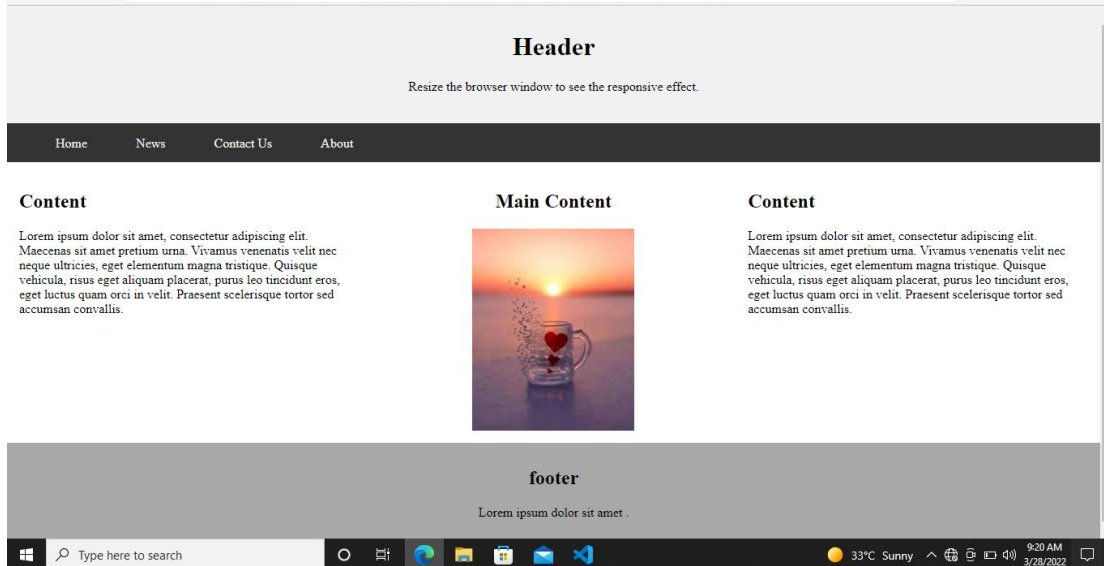 Header
Resize the browser window to see the responsive effect.
Home News Contact Us About
Content
Lorem ipsum dolor sit amet, consectetur adipiscing elit.
Maecenas sit amet pretium urna. Vivamus venenatis velit nec
neque ultricies, eget elementum magna tristique. Quisque
vehicula, risus eget aliquam placerat, purus leo tincidunt eros,
eget luctus quam orci in velit. Praesent scelerisque tortor sed
accumsan convallis.
Main Content
Content
Lorem ipsum dolor sit amet, consectetur adipiscing elit.
Maecenas sit amet pretium urna. Vivamus venenatis velit nec
neque ultricies, eget elementum magna tristique. Quisque
vehicula, risus eget aliquam placerat, purus leo tincidunt eros,
eget luctus quam orci in velit. Praesent scelerisque tortor sed
accumsan convallis.
footer
Lorem ipsum dolor sit amet .
Type here to search
33°C Sunny
9:20 AM
3/28/2022